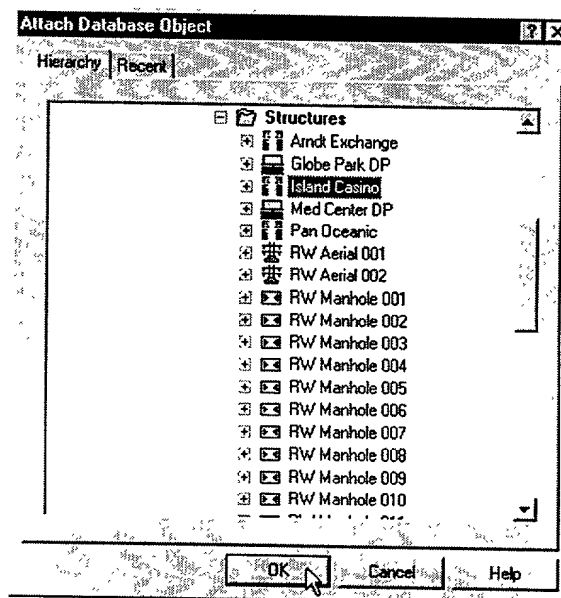 Attach Database Object
Hierarchy Recent
Structures
Arndt Exchange
Globe Park DP
Island Casino
Med Center DP
Pan Oceanic
RW Aerial 001
RW Aerial 002
RW Manhole 001
RW Manhole 002
RW Manhole 003
RW Manhole 004
RW Manhole 005
RW Manhole 006
RW Manhole 007
RW Manhole 008
RW Manhole 009
RW Manhole 010
OK Cancel Help